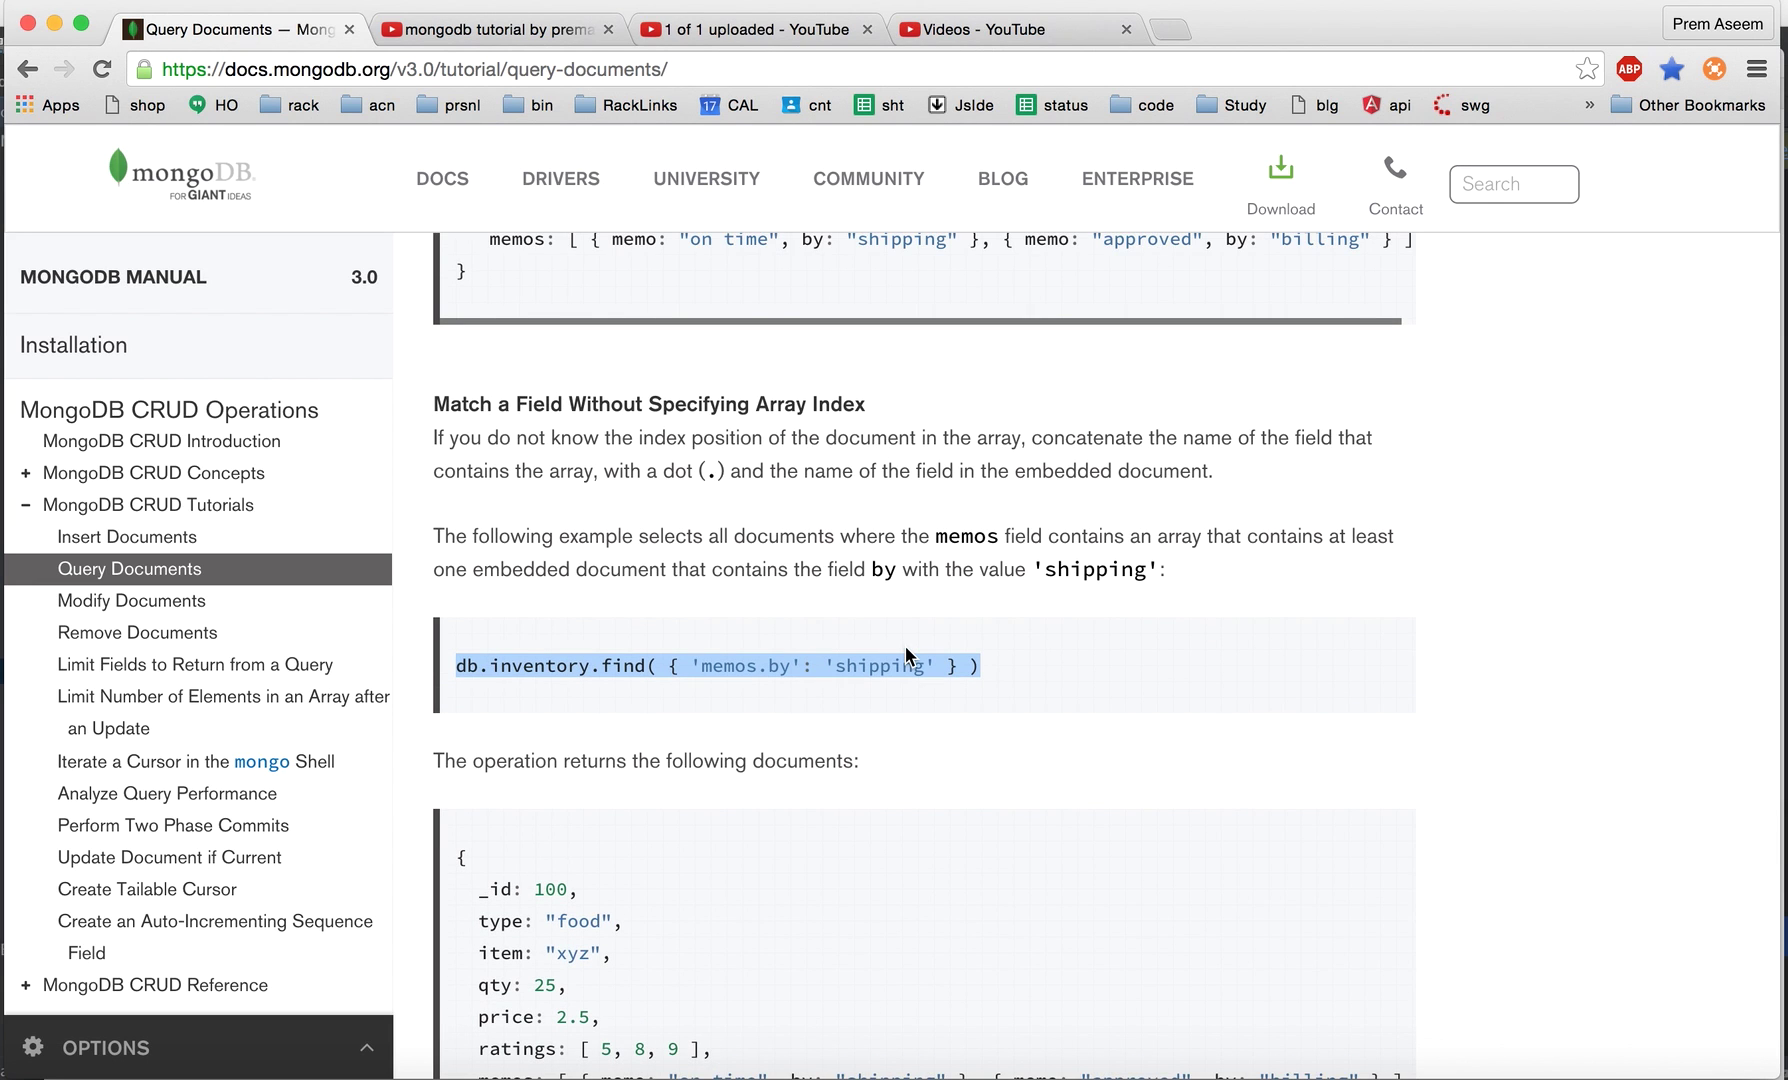 Query Documents — Mong
mongodb tutorial by prema
1 of 1 uploaded - YouTube
Videos - YouTube
Prem Aseem
https://docs.mongodb.org/v3.0/tutorial/query-documents/
ABP
Apps shop HO rack acn prsnl bin RackLinks 17 CAL cnt sht JsIde status code Study blg api swg » Other Bookmarks
mongoDB.
FOR GIANT IDEAS
DOCS DRIVERS UNIVERSITY COMMUNITY BLOG ENTERPRISE
Download
Contact
Search
MONGODB MANUAL 3.0
Installation
MongoDB CRUD Operations
MongoDB CRUD Introduction
+ MongoDB CRUD Concepts
– MongoDB CRUD Tutorials
Insert Documents
Query Documents
Modify Documents
Remove Documents
Limit Fields to Return from a Query
Limit Number of Elements in an Array after
an Update
Iterate a Cursor in the mongo Shell
Analyze Query Performance
Perform Two Phase Commits
Update Document if Current
Create Tailable Cursor
Create an Auto-Incrementing Sequence
Field
+ MongoDB CRUD Reference
OPTIONS
memos: [ { memo: "on time", by: "shipping" }, { memo: "approved", by: "billing" } ]
}
Match a Field Without Specifying Array Index
If you do not know the index position of the document in the array, concatenate the name of the field that
contains the array, with a dot (.) and the name of the field in the embedded document.
The following example selects all documents where the memos field contains an array that contains at least
one embedded document that contains the field by with the value 'shipping':
db.inventory.find( { 'memos.by': 'shipping' } )
The operation returns the following documents:
{
_id: 100,
type: "food",
item: "xyz",
qty: 25,
price: 2.5,
ratings: [ 5, 8, 9 ],
memos: [ { memo: "on time", by: "shipping" }, { memo: "approved", by: "billing" } ]